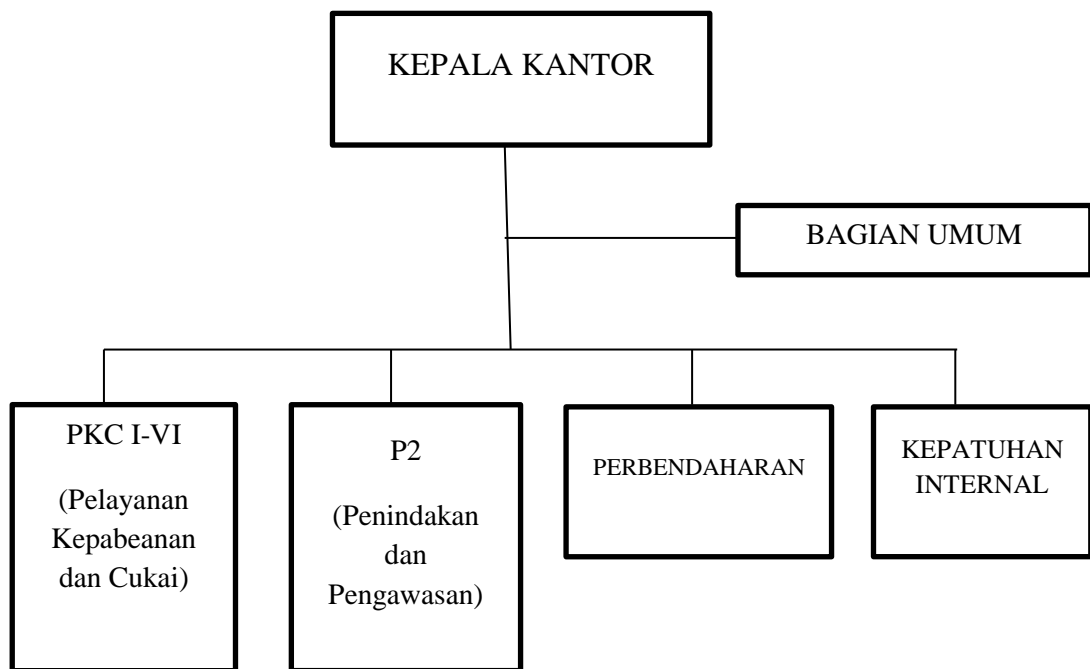 KEPALA KANTOR
BAGIAN UMUM
PKC I-VI
(Pelayanan
Kepabeanan
dan Cukai)
P2
(Penindakan
dan
Pengawasan)
PERBENDAHARAN
KEPATUHAN
INTERNAL